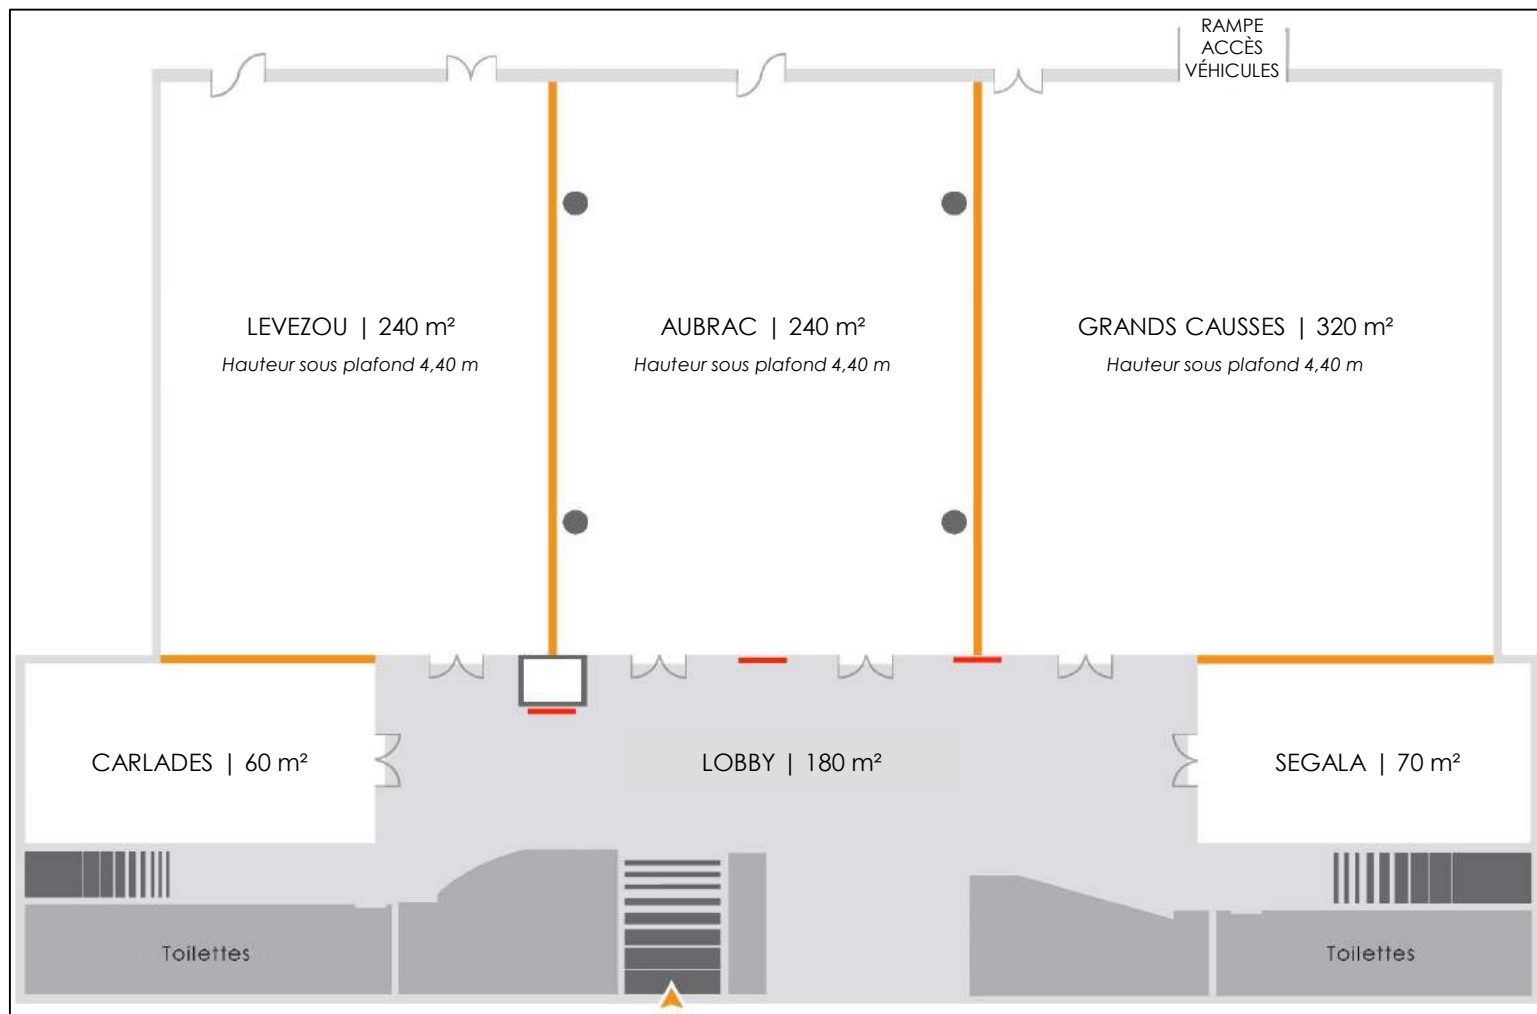 RAMPE
ACCÈS
VÉHICULES
LEVEZOU | 240 m²
Hauteur sous plafond 4,40 m
AUBRAC | 240 m²
Hauteur sous plafond 4,40 m
GRANDS CAUSSES | 320 m²
Hauteur sous plafond 4,40 m
CARLADES | 60 m²
LOBBY | 180 m²
SEGALA | 70 m²
Toilettes
Toilettes